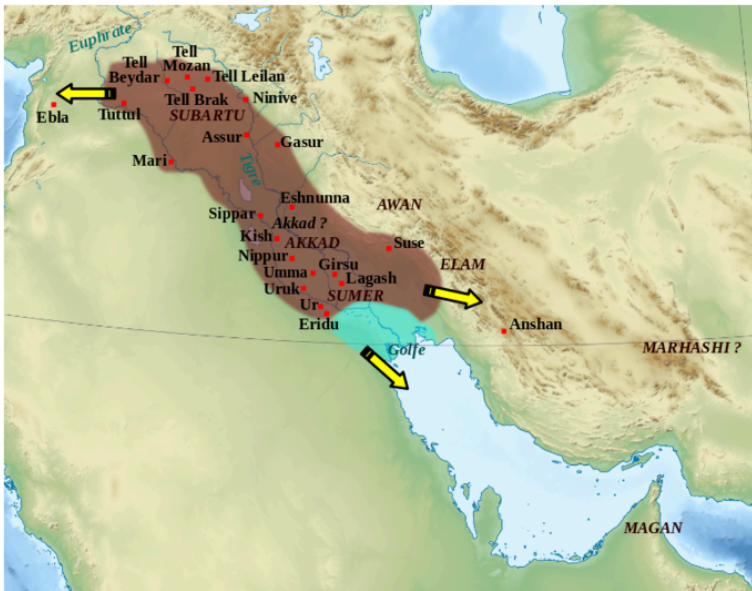 Euphrate
Tell
Beydar
Tell
Mozan
Tell Leilan
Tell Brak
Ninive
SUBARTU
Ebla
Tuttul
Assur
Gasur
Mari
Tigre
Eshnunna
AWAN
Sippar
Akkad ?
Kish
AKKAD
Suse
Nippur
ELAM
Umma
Girsu
Lagash
Uruk
SUMER
Ur
Eridu
Anshan
Golfe
MARHASHI ?
MAGAN